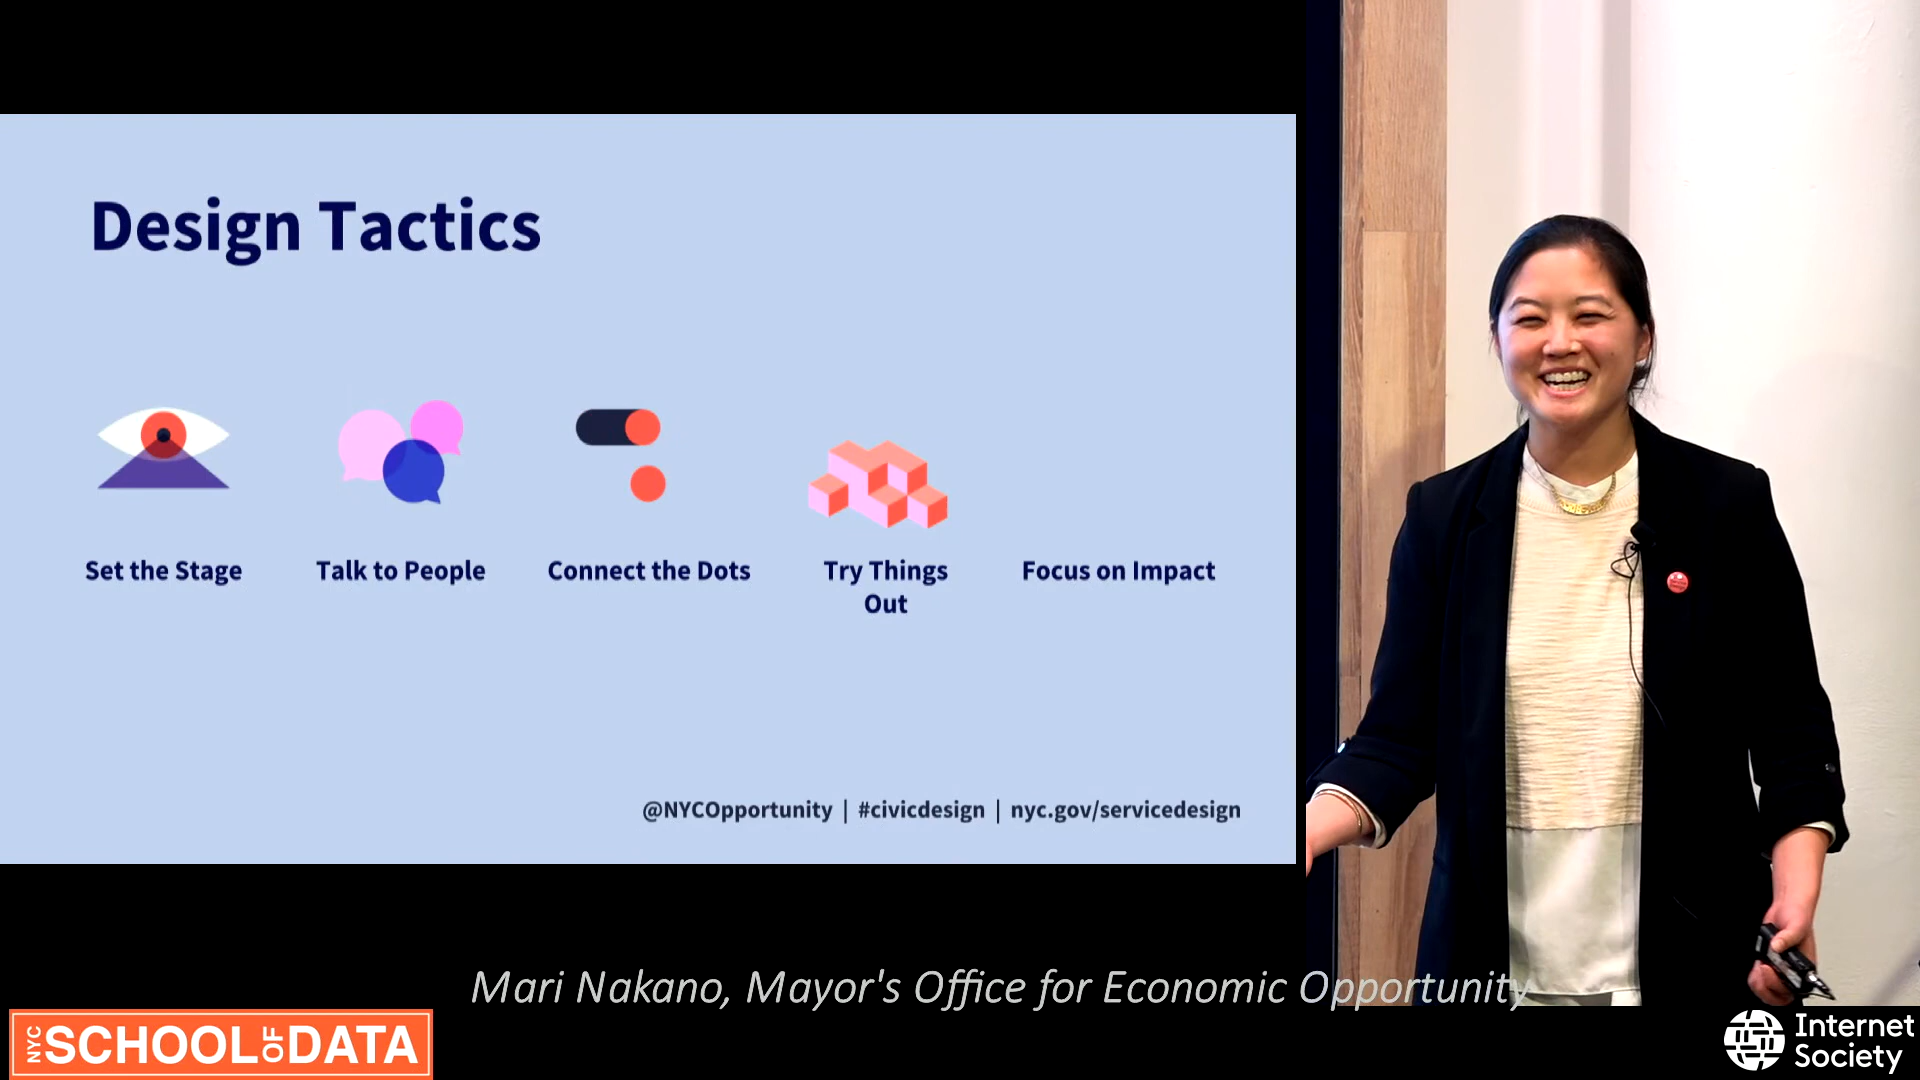 Design Tactics
Set the Stage
Talk to People
Connect the Dots
Try Things
Out
Focus on Impact
@NYCOpportunity | #civicdesign | nyc.gov/servicedesign
Mari Nakano, Mayor's Office for Economic Opportunity
NYC SCHOOL OF DATA
Internet
Society